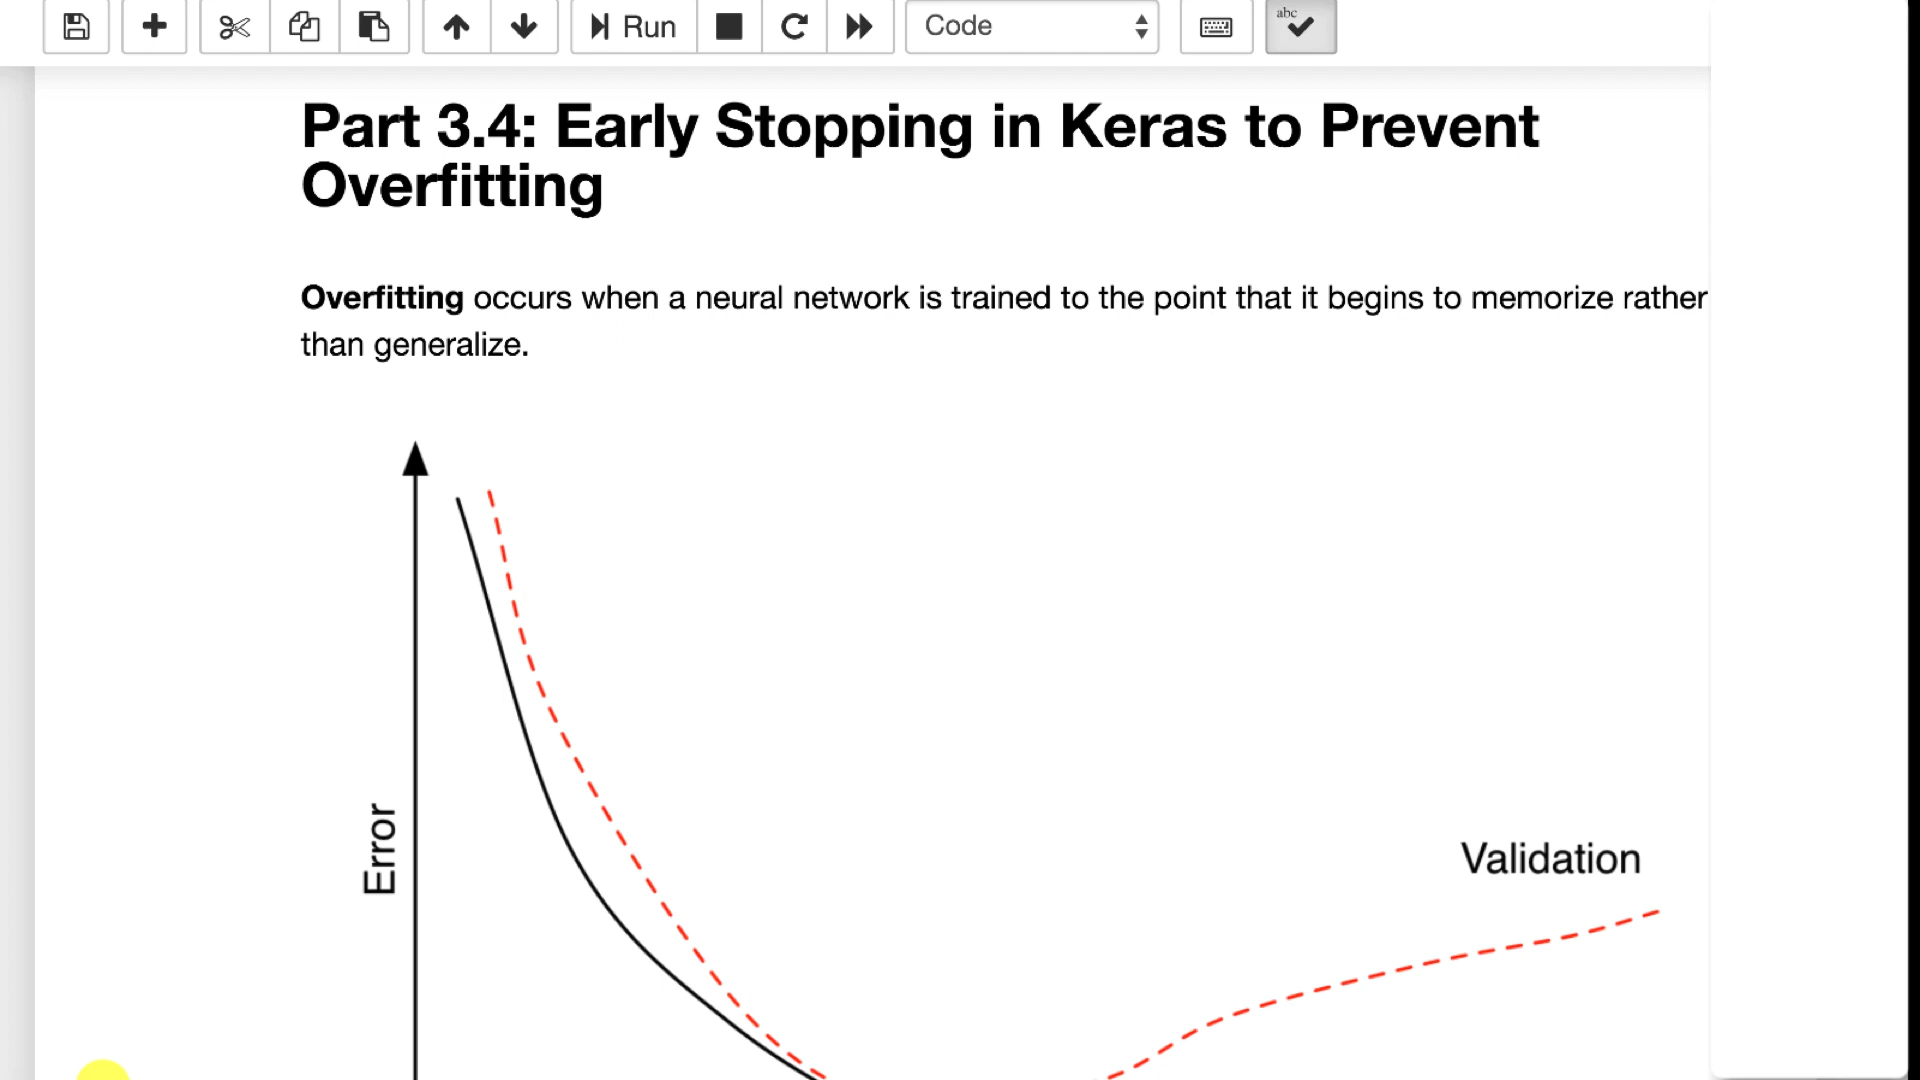 Run
Code
abc
Part 3.4: Early Stopping in Keras to Prevent
Overfitting
Overfitting occurs when a neural network is trained to the point that it begins to memorize rather
than generalize.
Error
Validation